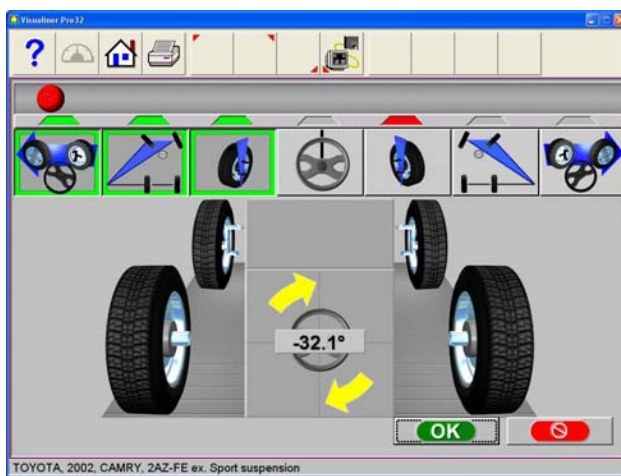 Visualiner Pro32
?
-32.1°
OK
TOYOTA, 2002, CAMRY, 2AZ-FE ex. Sport suspension